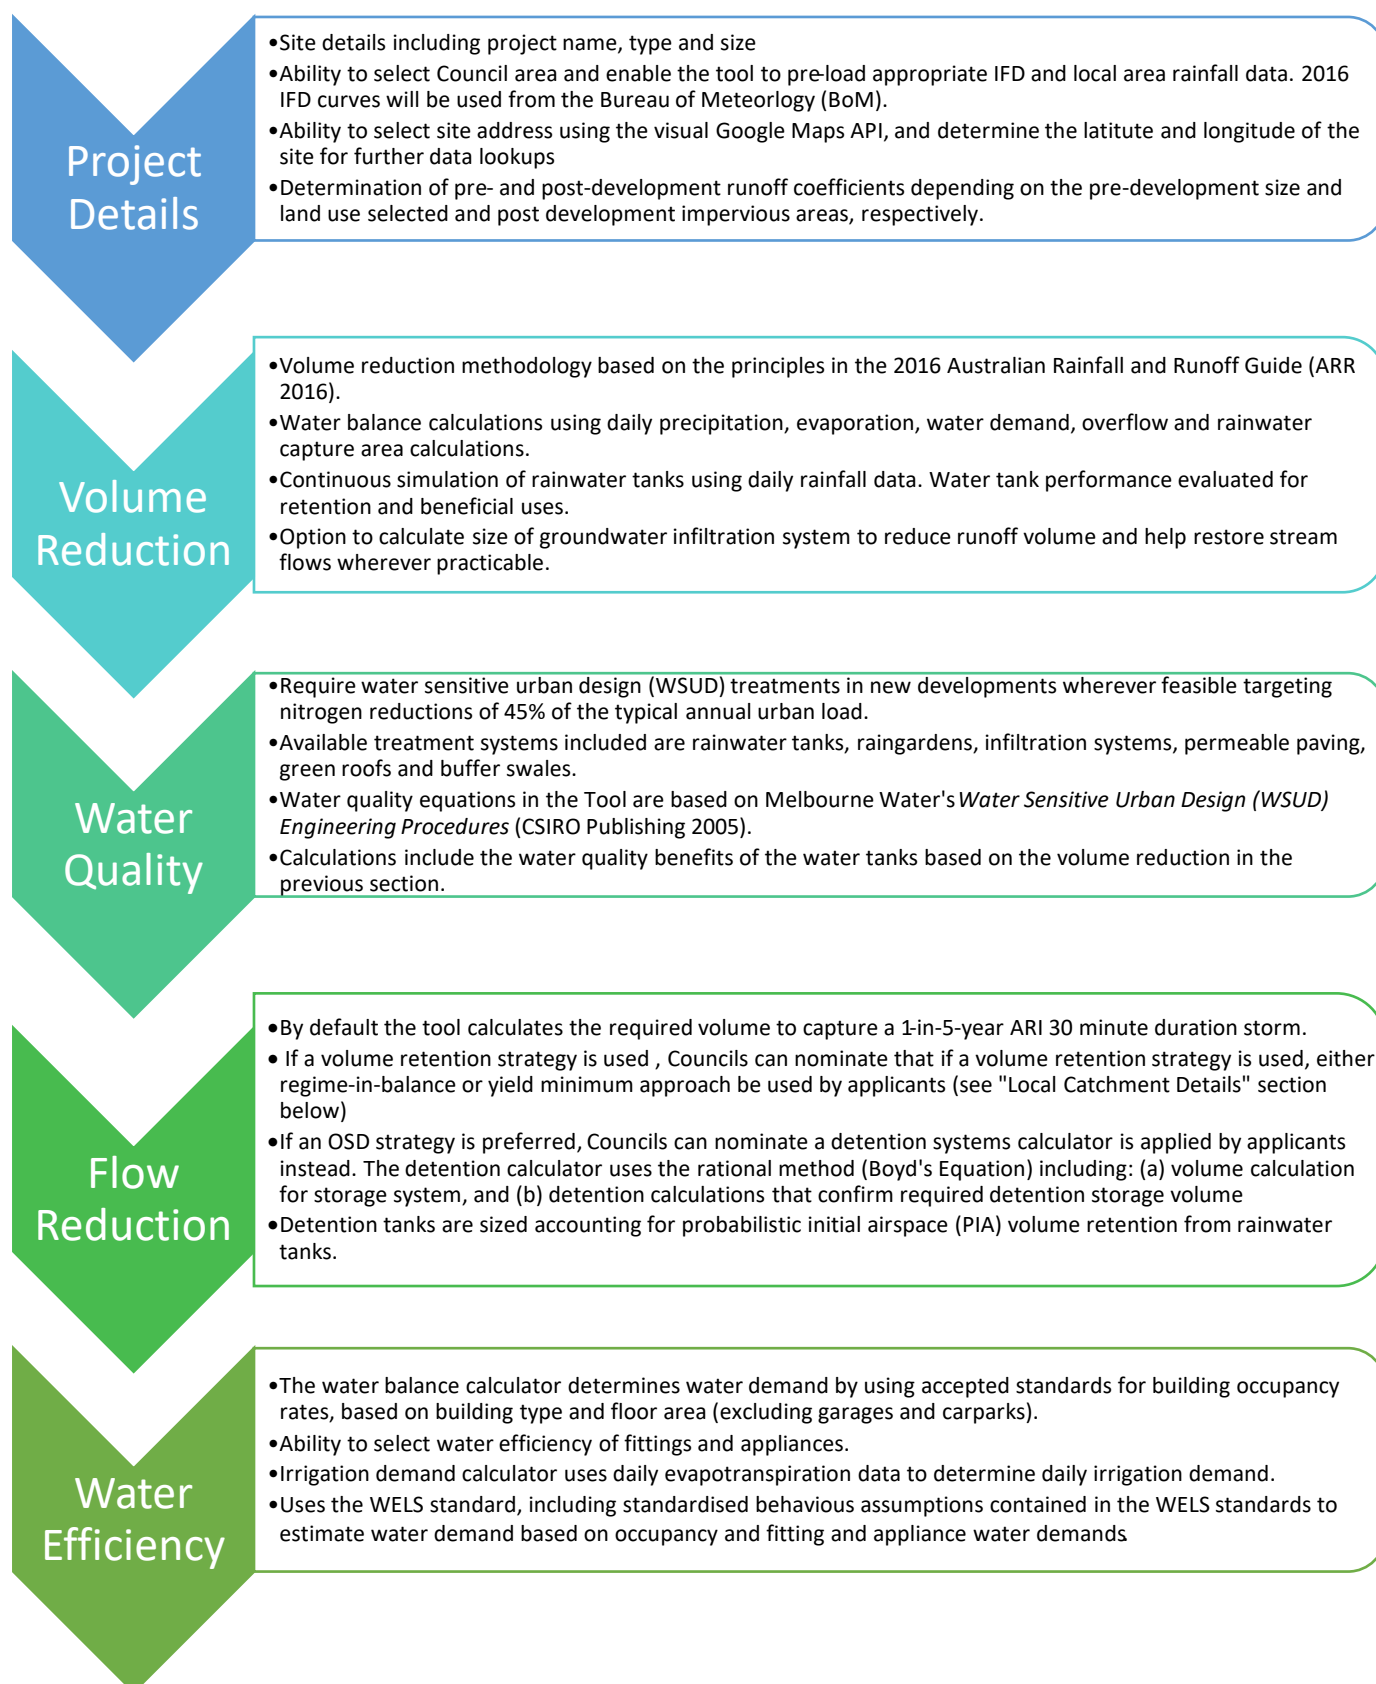 Project
Details
•Site details including project name, type and size
•Ability to select Council area and enable the tool to pre-load appropriate IFD and local area rainfall data. 2016
IFD curves will be used from the Bureau of Meteorlogy (BoM).
•Ability to select site address using the visual Google Maps API, and determine the latitute and longitude of the
site for further data lookups
•Determination of pre- and post-development runoff coefficients depending on the pre-development size and
land use selected and post development impervious areas, respectively.
Volume
Reduction
•Volume reduction methodology based on the principles in the 2016 Australian Rainfall and Runoff Guide (ARR
2016).
•Water balance calculations using daily precipitation, evaporation, water demand, overflow and rainwater
capture area calculations.
•Continuous simulation of rainwater tanks using daily rainfall data. Water tank performance evaluated for
retention and beneficial uses.
•Option to calculate size of groundwater infiltration system to reduce runoff volume and help restore stream
flows wherever practicable.
Water
Quality
•Require water sensitive urban design (WSUD) treatments in new developments wherever feasible targeting
nitrogen reductions of 45% of the typical annual urban load.
•Available treatment systems included are rainwater tanks, raingardens, infiltration systems, permeable paving,
green roofs and buffer swales.
•Water quality equations in the Tool are based on Melbourne Water's Water Sensitive Urban Design (WSUD)
Engineering Procedures (CSIRO Publishing 2005).
•Calculations include the water quality benefits of the water tanks based on the volume reduction in the
previous section.
Flow
Reduction
•By default the tool calculates the required volume to capture a 1-in-5-year ARI 30 minute duration storm.
• If a volume retention strategy is used , Councils can nominate that if a volume retention strategy is used, either
regime-in-balance or yield minimum approach be used by applicants (see "Local Catchment Details" section
below)
•If an OSD strategy is preferred, Councils can nominate a detention systems calculator is applied by applicants
instead. The detention calculator uses the rational method (Boyd's Equation) including: (a) volume calculation
for storage system, and (b) detention calculations that confirm required detention storage volume
•Detention tanks are sized accounting for probabilistic initial airspace (PIA) volume retention from rainwater
tanks.
Water
Efficiency
•The water balance calculator determines water demand by using accepted standards for building occupancy
rates, based on building type and floor area (excluding garages and carparks).
•Ability to select water efficiency of fittings and appliances.
•Irrigation demand calculator uses daily evapotranspiration data to determine daily irrigation demand.
•Uses the WELS standard, including standardised behavious assumptions contained in the WELS standards to
estimate water demand based on occupancy and fitting and appliance water demands.